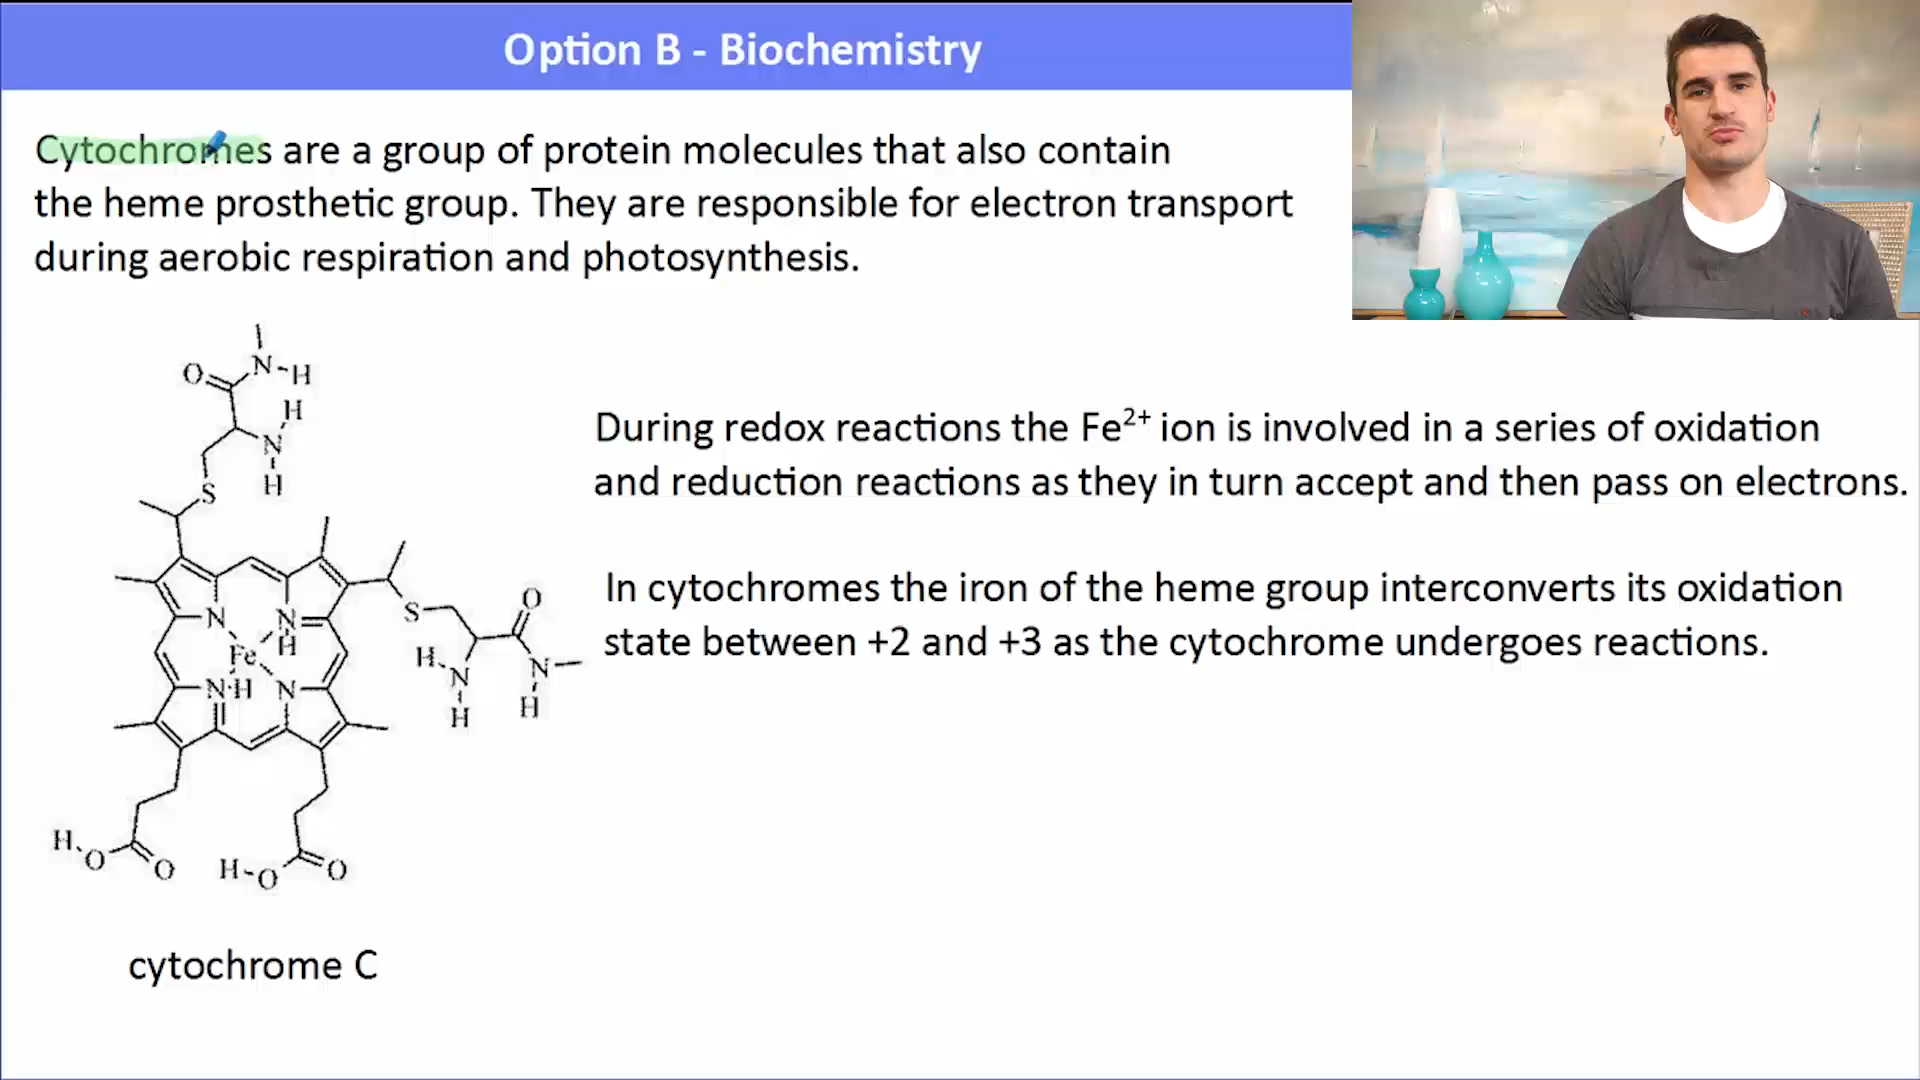 Option B - Biochemistry
Cytochromes are a group of protein molecules that also contain
the heme prosthetic group. They are responsible for electron transport
during aerobic respiration and photosynthesis.
During redox reactions the Fe²⁺ ion is involved in a series of oxidation
and reduction reactions as they in turn accept and then pass on electrons.
In cytochromes the iron of the heme group interconverts its oxidation
state between +2 and +3 as the cytochrome undergoes reactions.
N-H
O
H
N
H
S
N
N
H
Fe
NH
N
S
O
H
N
H
N
H
H
O
O
H-O
O
cytochrome C